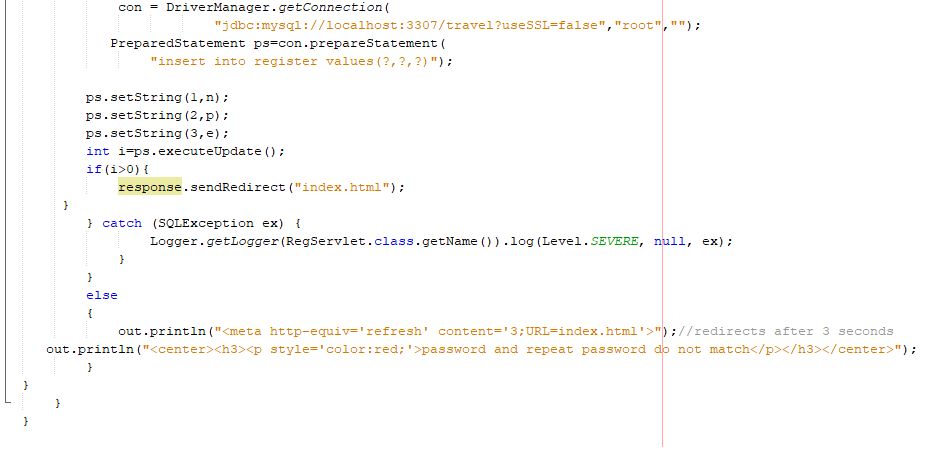 con = DriverManager.getConnection(
"jdbc:mysql://localhost:3307/travel?useSSL=false","root","");
PreparedStatement ps=con.prepareStatement(
"insert into register values(?,?,?)");
ps.setString(1,n);
ps.setString(2,p);
ps.setString(3,e);
int i=ps.executeUpdate();
if(i>0){
response.sendRedirect("index.html");
}
} catch (SQLException ex) {
Logger.getLogger(RegServlet.class.getName()).log(Level.SEVERE, null, ex);
}
}
else
{
out.println("<meta http-equiv='refresh' content='3;URL=index.html'>");//redirects after 3 seconds
out.println("<center><h3><p style='color:red;'>password and repeat password do not match</p></h3></center>");
}
}
}
}